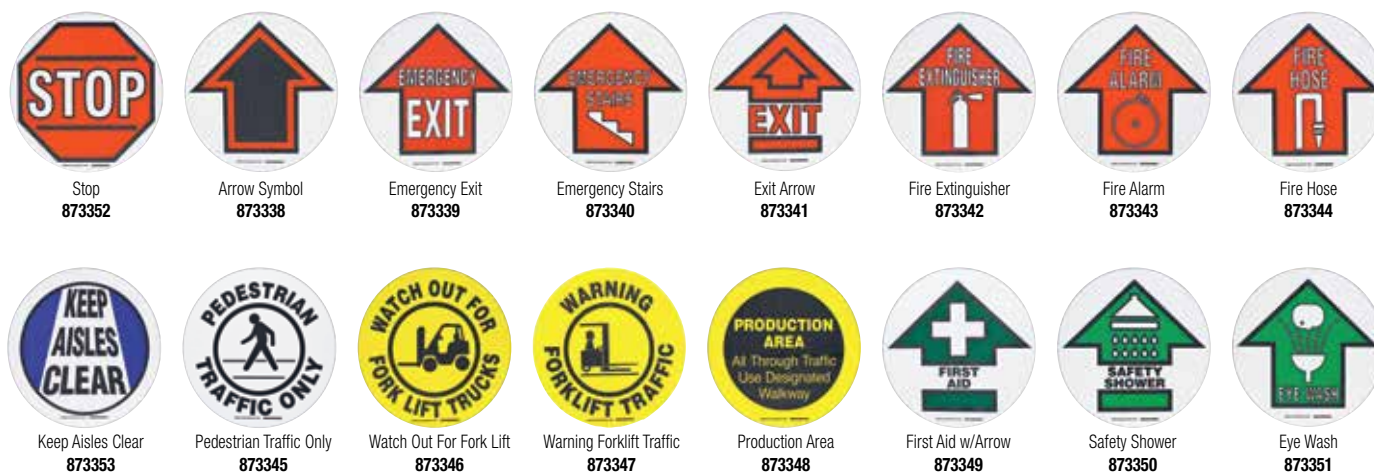 STOP
EMERGENCY
EXIT
EMERGENCY
STAIRS
EXIT
FIRE
EXTINGUISHER
FIRE
ALARM
FIRE
HOSE
Stop
873352
Arrow Symbol
873338
Emergency Exit
873339
Emergency Stairs
873340
Exit Arrow
873341
Fire Extinguisher
873342
Fire Alarm
873343
Fire Hose
873344
KEEP
AISLES
CLEAR
PEDESTRIAN
TRAFFIC ONLY
WATCH OUT FOR
FORK LIFT TRUCKS
WARNING
FORKLIFT TRAFFIC
PRODUCTION
AREA
All Through Traffic
Use Designated
Walkway
FIRST
AID
SAFETY
SHOWER
EYE WASH
Keep Aisles Clear
873353
Pedestrian Traffic Only
873345
Watch Out For Fork Lift
873346
Warning Forklift Traffic
873347
Production Area
873348
First Aid w/Arrow
873349
Safety Shower
873350
Eye Wash
873351